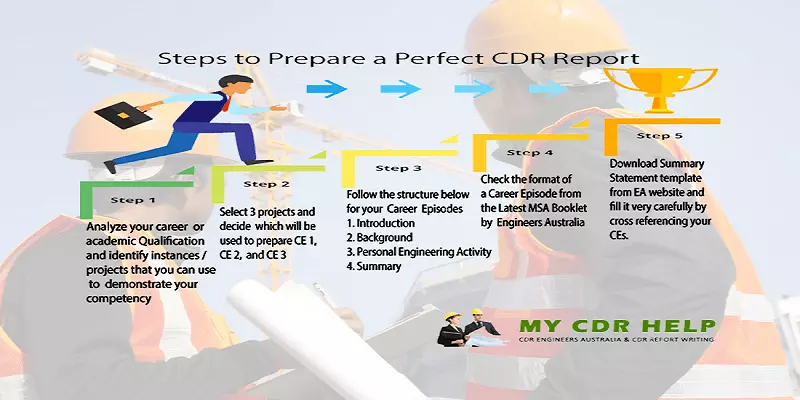 Steps to Prepare a Perfect CDR Report
Step 1
Analyze your career or
academic Qualification
and identify instances /
projects that you can use
to demonstrate your
competency
Step 2
Select 3 projects and
decide which will be
used to prepare CE 1,
CE 2, and CE 3
Step 3
Follow the structure below
for your Career Episodes
1. Introduction
2. Background
3. Personal Engineering Activity
4. Summary
Step 4
Check the format of
a Career Episode from
the Latest MSA Booklet
by Engineers Australia
Step 5
Download Summary
Statement template
from EA website and
fill it very carefully by
cross referencing your
CEs.
MY CDR HELP
CDR ENGINEERS AUSTRALIA & CDR REPORT WRITING